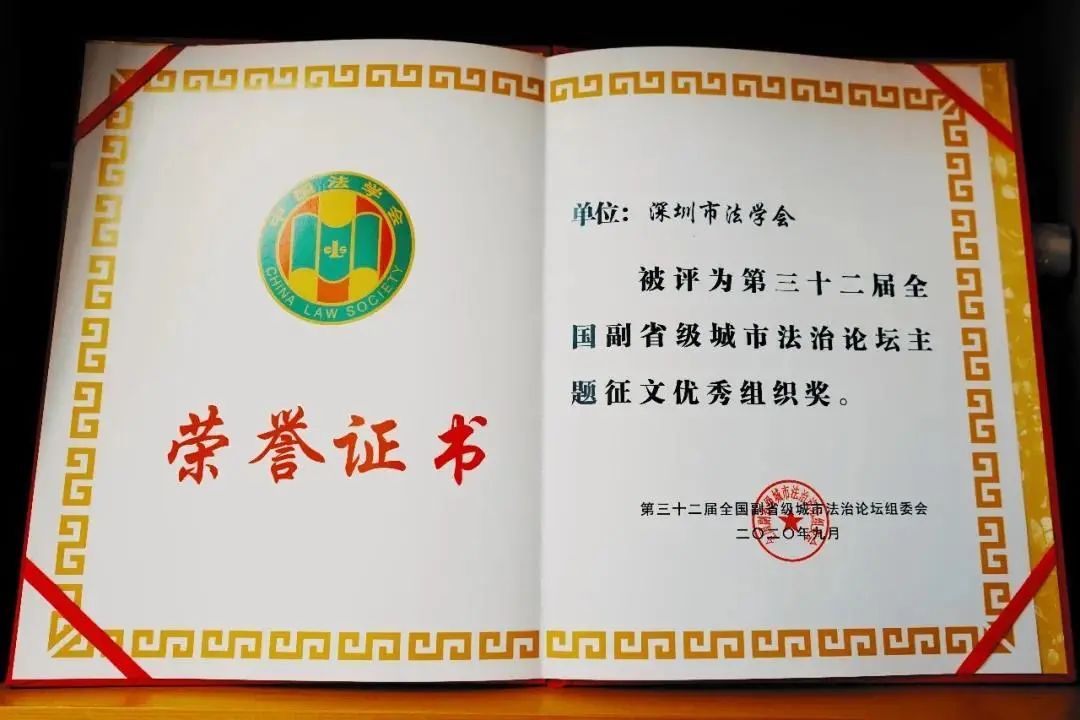 中国法学会
CLS
CHINA LAW SOCIETY
荣誉证书
单位：深圳市法学会
被评为第三十二届全
国副省级城市法治论坛主
题征文优秀组织奖。
第三十二届全国副省级城市法治论坛组委会
二〇二〇年九月